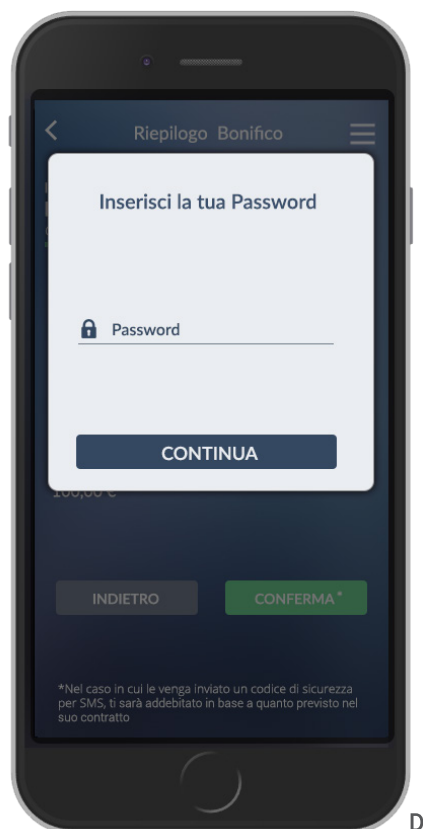 Riepilogo Bonifico
Inserisci la tua Password
Password
CONTINUA
100,00 €
INDIETRO
CONFERMA*
*Nel caso in cui le venga inviato un codice di sicurezza
per SMS, ti sarà addebitato in base a quanto previsto nel
suo contratto
D